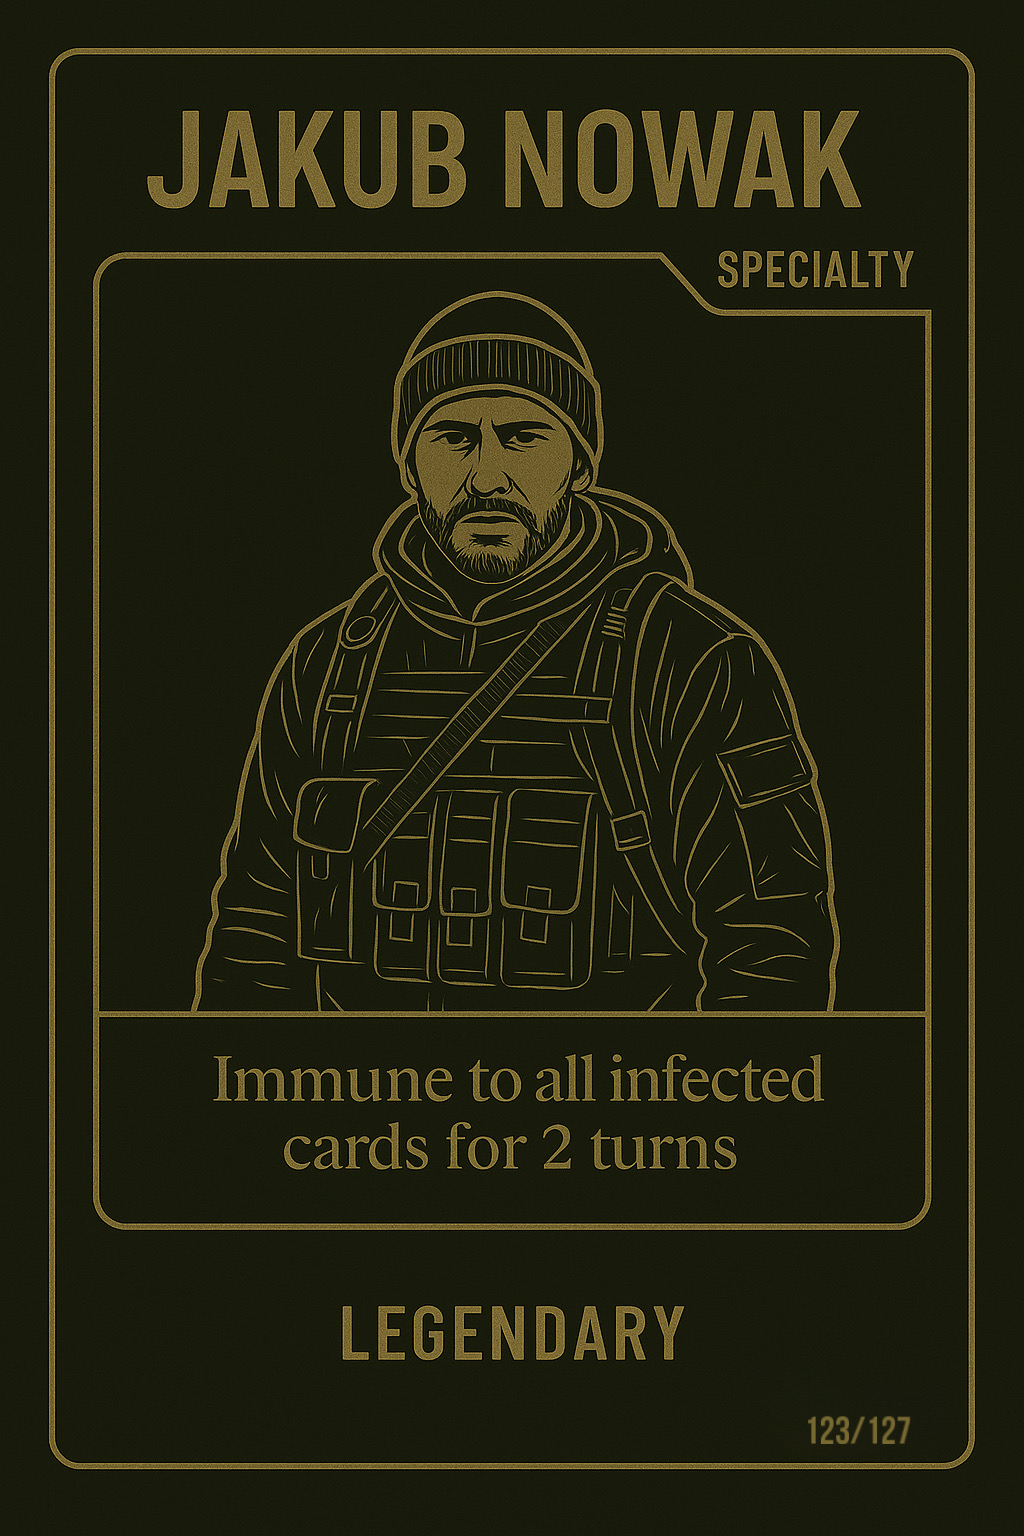 JAKUB NOWAK
SPECIALTY
Immune to all infected
cards for 2 turns
LEGENDARY
123/127